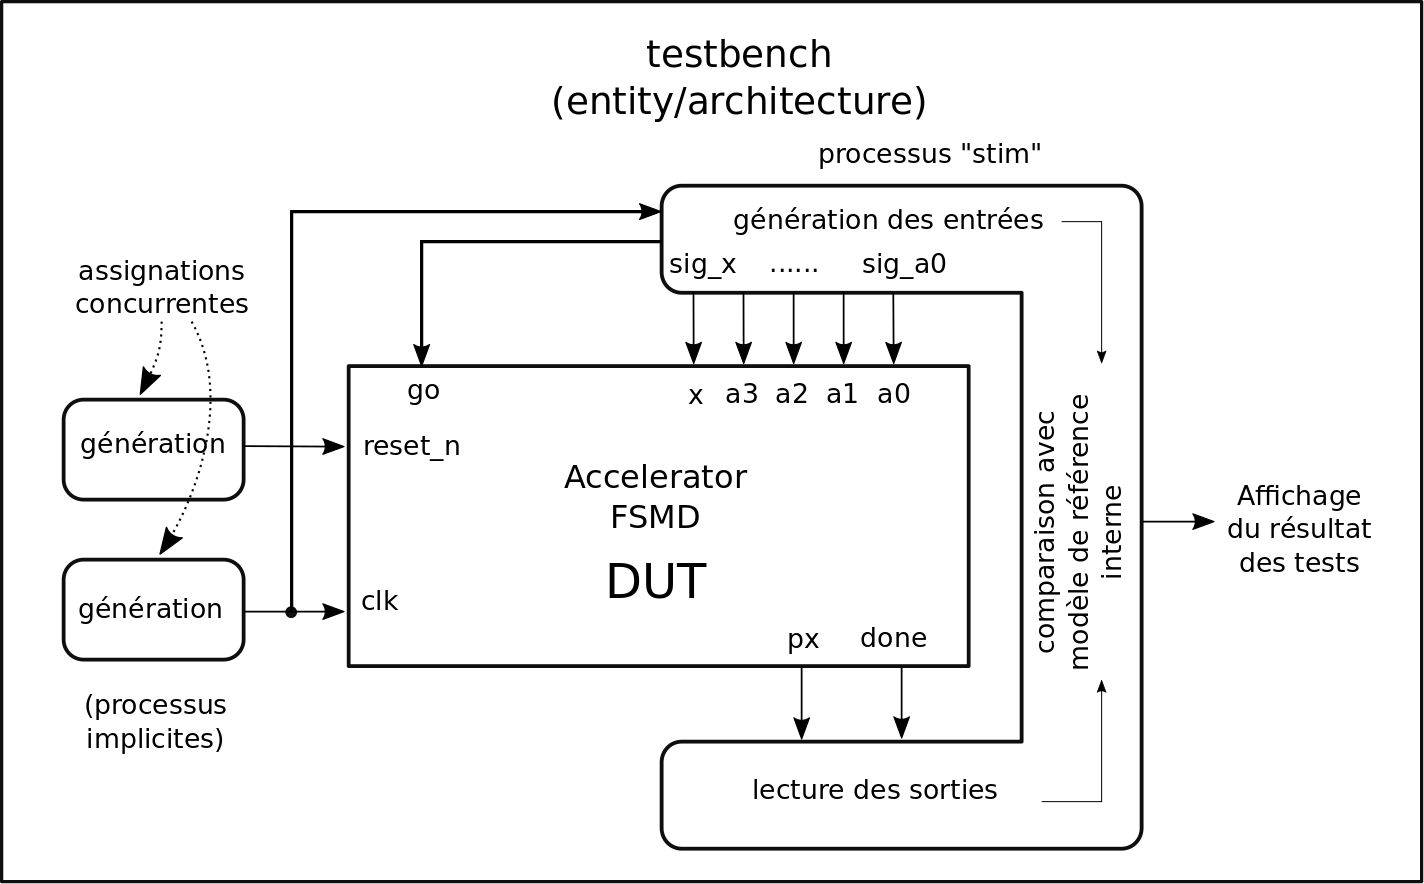 testbench
(entity/architecture)
processus "stim"
génération des entrées
sig_x ...... sig_a0
assignations
concurrentes
go
x a3 a2 a1 a0
génération
reset_n
Accelerator
FSMD
DUT
génération
clk
px done
(processus
implicites)
comparaison avec
modèle de référence
interne
Affichage
du résultat
des tests
lecture des sorties